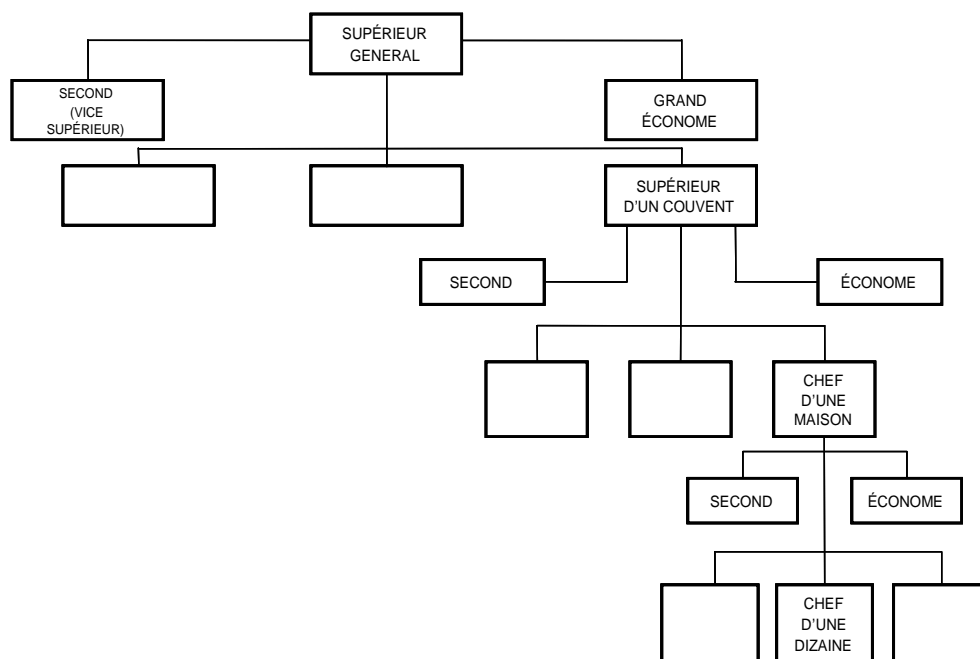 SUPÉRIEUR
GENERAL
SECOND
(VICE
SUPÉRIEUR)
GRAND
ÉCONOME
SUPÉRIEUR
D'UN COUVENT
SECOND
ÉCONOME
CHEF
D'UNE
MAISON
SECOND
ÉCONOME
CHEF
D'UNE
DIZAINE